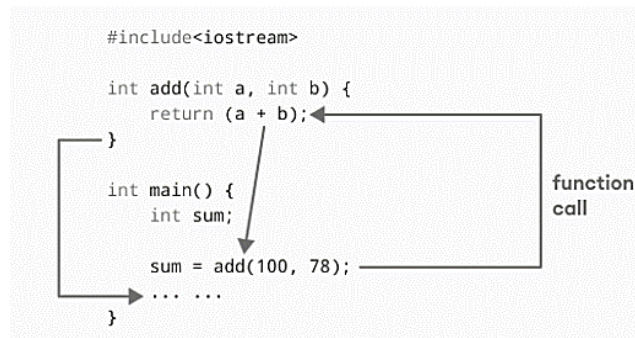 #include<iostream>
int add(int a, int b) {
return (a + b);
}
int main() {
int sum;
sum = add(100, 78);
... ...
}
function
call